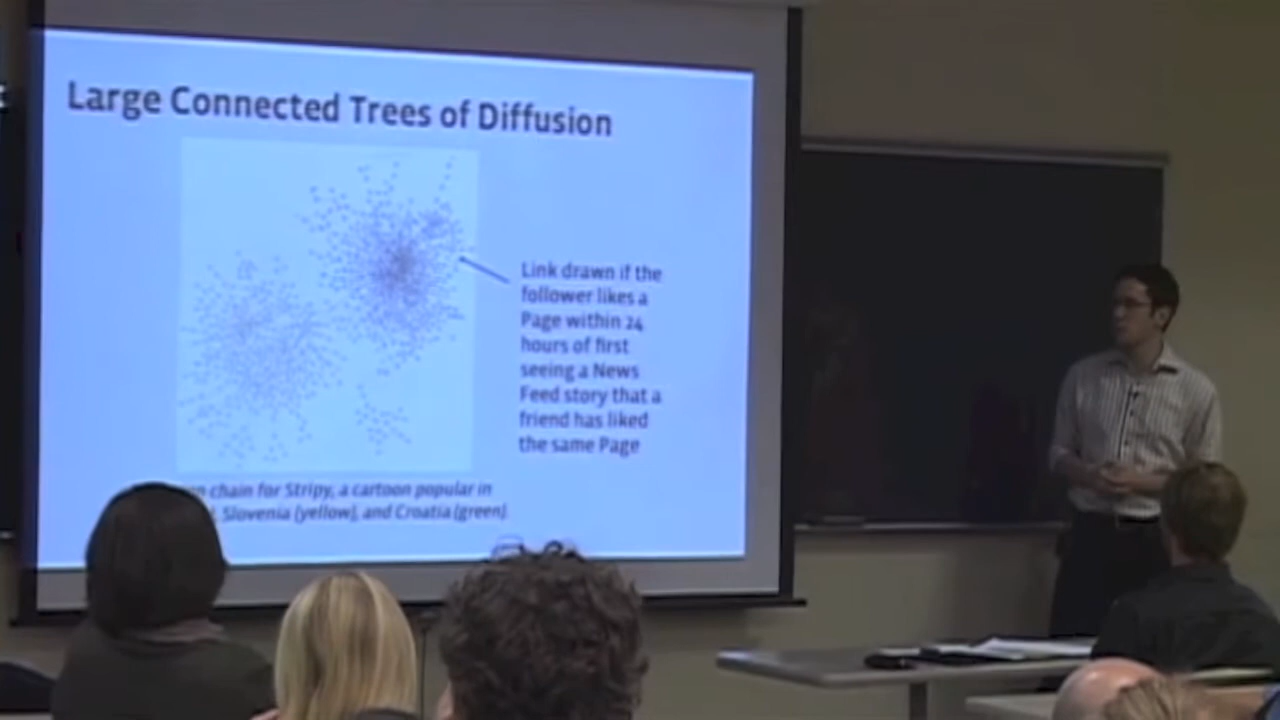 Large Connected Trees of Diffusion
Link drawn if the
follower likes a
Page within 24
hours of first
seeing a News
Feed story that a
friend has liked
the same Page
chain for Stripy, a cartoon popular in
Slovenia (yellow), and Croatia (green).